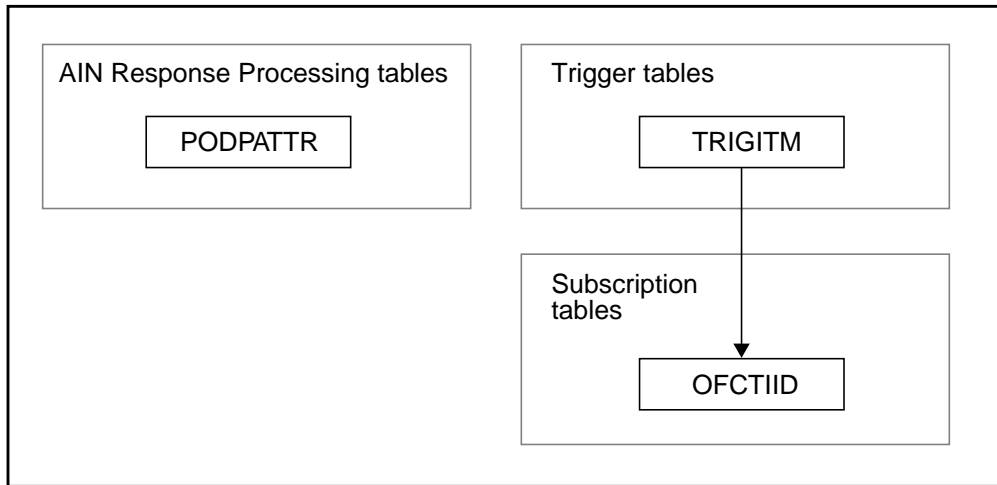 AIN Response Processing tables
PODPATTR
Trigger tables
TRIGITM
Subscription
tables
OFCTIID